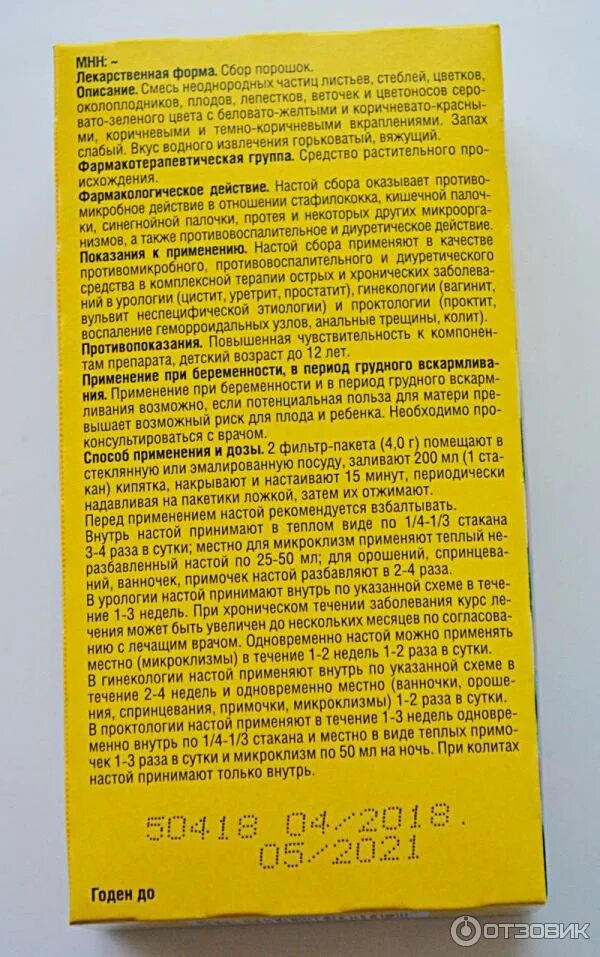 МНН: ~
Лекарственная форма. Сбор порошок.
Описание. Смесь неоднородных частиц листьев, стеблей, цветков,
околоплодников, плодов, лепестков, веточек и цветоносов серо-
вато-зеленого цвета с беловато-желтыми и коричневато-красны-
ми, коричневыми и темно-коричневыми вкраплениями. Запах
слабый. Вкус водного извлечения горьковатый, вяжущий.
Фармакотерапевтическая группа. Средство растительного про-
исхождения.
Фармакологическое действие. Настой сбора оказывает противо-
микробное действие в отношении стафилококка, кишечной палоч-
ки, синегнойной палочки, протея и некоторых других микроорга-
низмов, а также противовоспалительное и диуретическое действие.
Показания к применению. Настой сбора применяют в качестве
противомикробного, противовоспалительного и диуретического
средства в комплексной терапии острых и хронических заболева-
ний в урологии (цистит, уретрит, простатит), гинекологии (вагинит,
вульвит неспецифической этиологии) и проктологии (проктит,
воспаление геморроидальных узлов, анальные трещины, колит).
Противопоказания. Повышенная чувствительность к компонен-
там препарата, детский возраст до 12 лет.
Применение при беременности, в период грудного вскармлива-
ния. Применение при беременности и в период грудного вскарм-
ливания возможно, если потенциальная польза для матери пре-
вышает возможный риск для плода и ребенка. Необходимо про-
консультироваться с врачом.
Способ применения и дозы. 2 фильтр-пакета (4,0 г) помещают в
стеклянную или эмалированную посуду, заливают 200 мл (1 ста-
кан) кипятка, накрывают и настаивают 15 минут, периодически
надавливая на пакетики ложкой, затем их отжимают.
Перед применением настой рекомендуется взбалтывать.
Внутрь настой принимают в теплом виде по 1/4-1/3 стакана
3-4 раза в сутки; местно для микроклизм применяют теплый не-
разбавленный настой по 25-50 мл; для орошений, спринцева-
ний, ванночек, примочек настой разбавляют в 2-4 раза.
В урологии настой принимают внутрь по указанной схеме в тече-
ние 1-3 недель. При хроническом течении заболевания курс ле-
чения может быть увеличен до нескольких месяцев по согласова-
нию с лечащим врачом. Одновременно настой можно применять
местно (микроклизмы) в течение 1-2 недель 1-2 раза в сутки.
В гинекологии настой применяют внутрь по указанной схеме в
течение 2-4 недель и одновременно местно (ванночки, ороше-
ния, спринцевания, примочки, микроклизмы) 1-2 раза в сутки.
В проктологии настой применяют в течение 1-3 недель одновре-
менно внутрь по 1/4-1/3 стакана и местно в виде теплых примо-
чек 1-3 раза в сутки и микроклизм по 50 мл на ночь. При колитах
настой принимают только внутрь.
50418 04/2018.
05/2021
Годен до
ОТЗОВИК